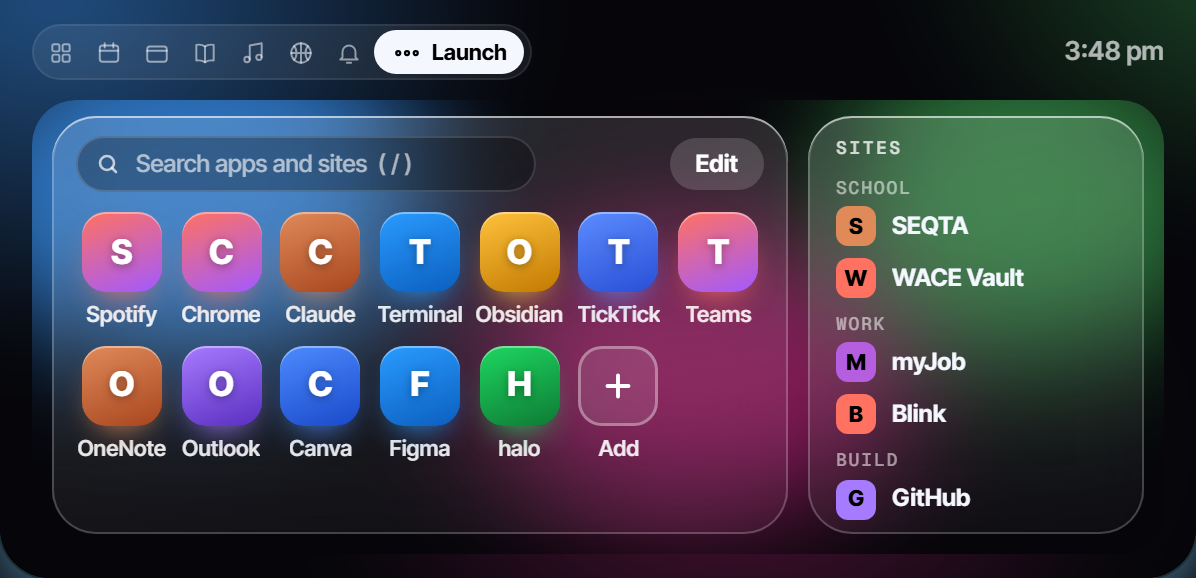 Launch
3:48 pm
Search apps and sites (/)
Edit
S C C T O T T
Spotify Chrome Claude Terminal Obsidian TickTick Teams
O O C F H
OneNote Outlook Canva Figma halo Add
SITES
SCHOOL
S SEQTA
W WACE Vault
WORK
M myJob
B Blink
BUILD
G GitHub